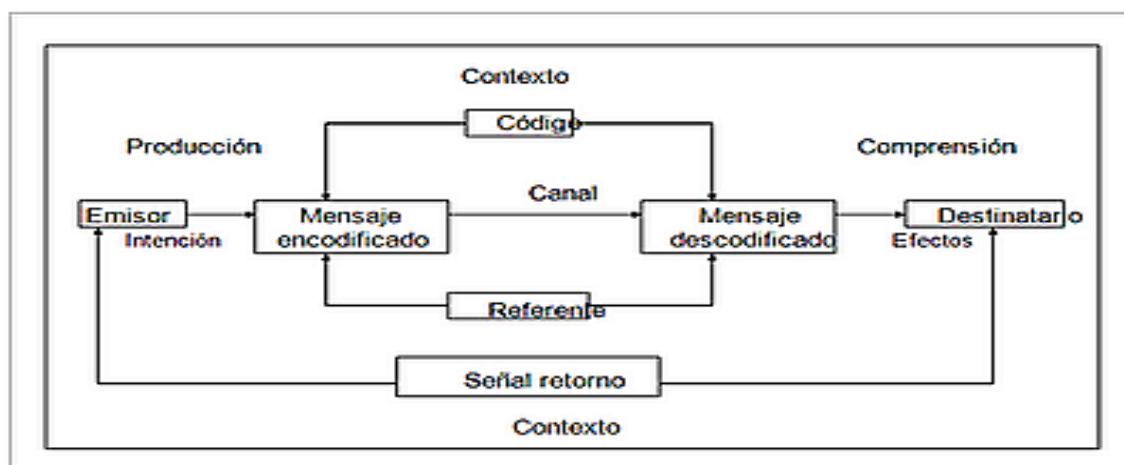 Contexto
Código
Producción
Comprensión
Canal
Emisor
Mensaje
encodificado
Mensaje
descodificado
Destinatario
Intención
Efectos
Referente
Señal retorno
Contexto